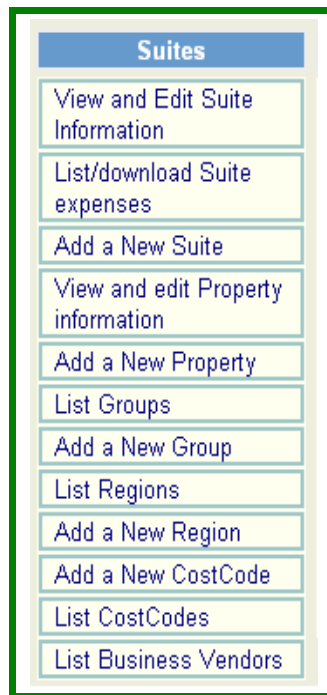 Suites
View and Edit Suite
Information
List/download Suite
expenses
Add a New Suite
View and edit Property
information
Add a New Property
List Groups
Add a New Group
List Regions
Add a New Region
Add a New CostCode
List CostCodes
List Business Vendors